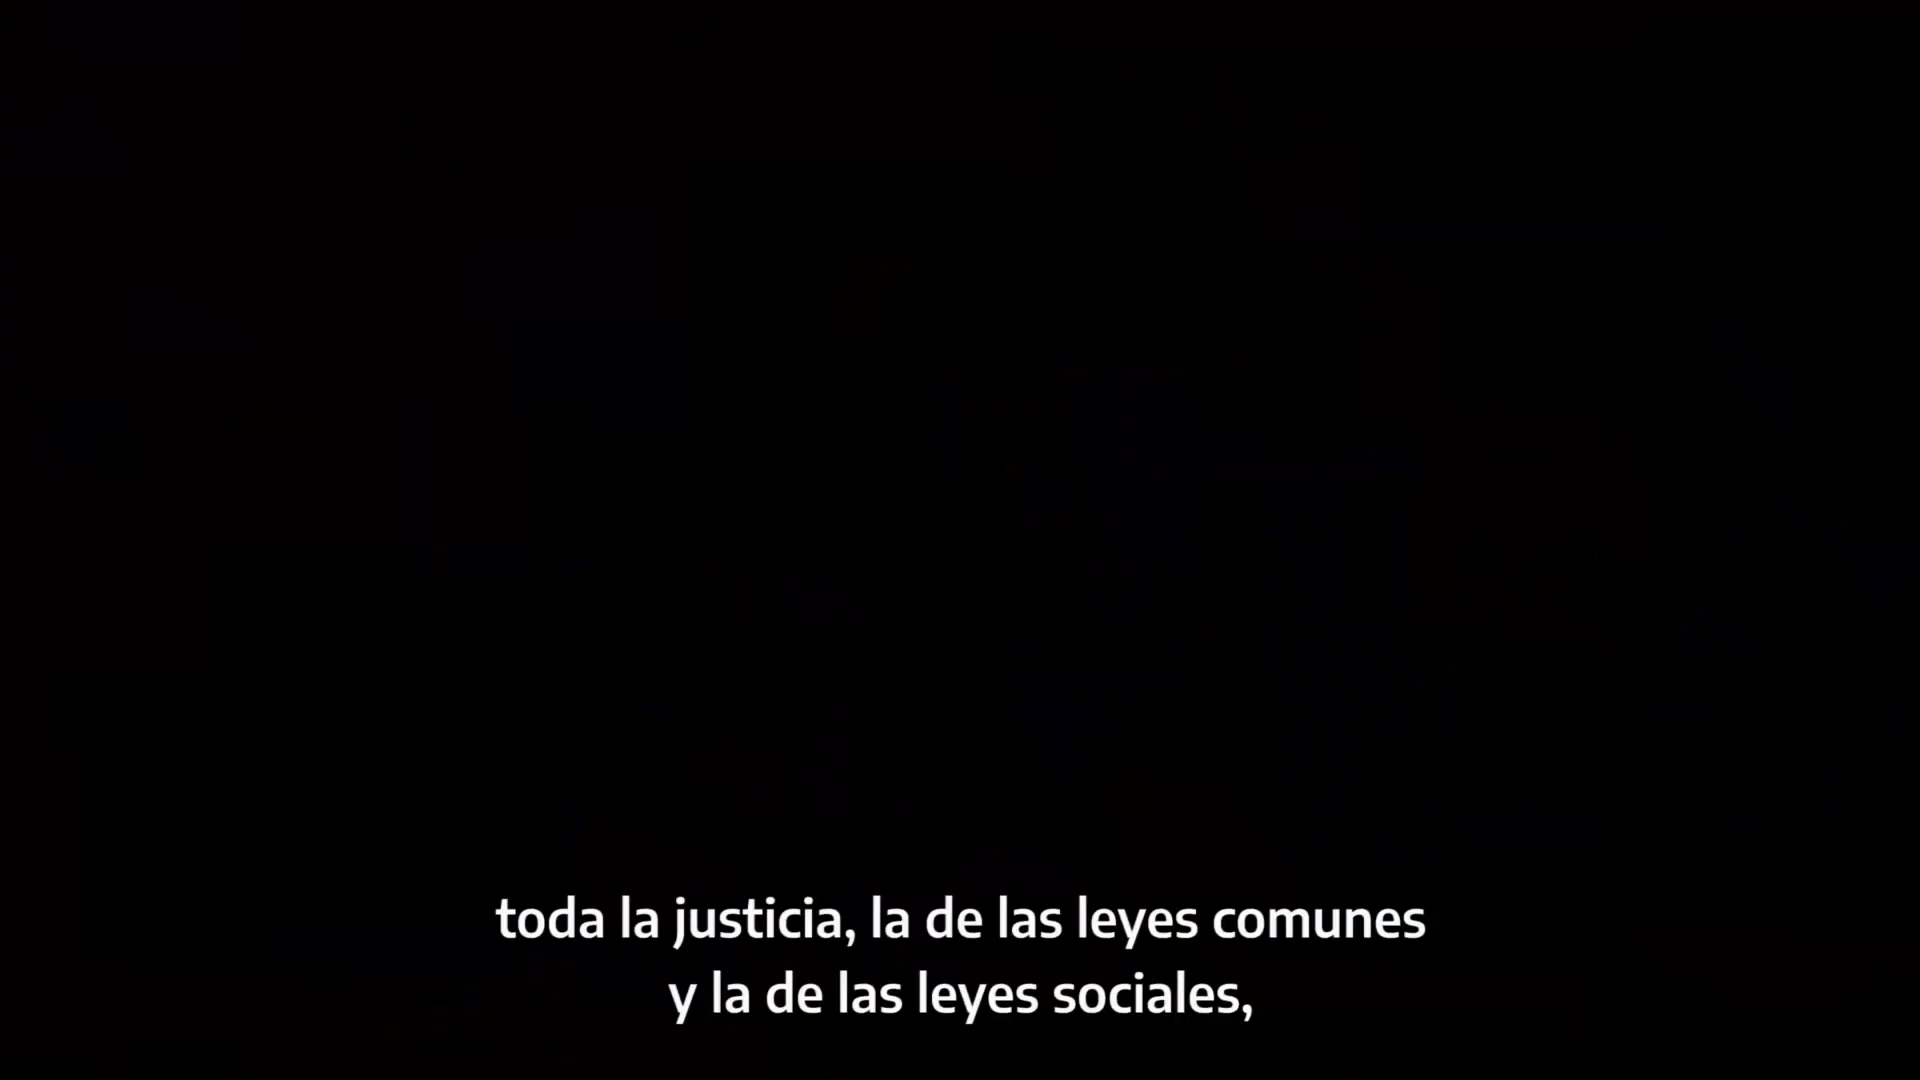 toda la justicia, la de las leyes comunes
y la de las leyes sociales,